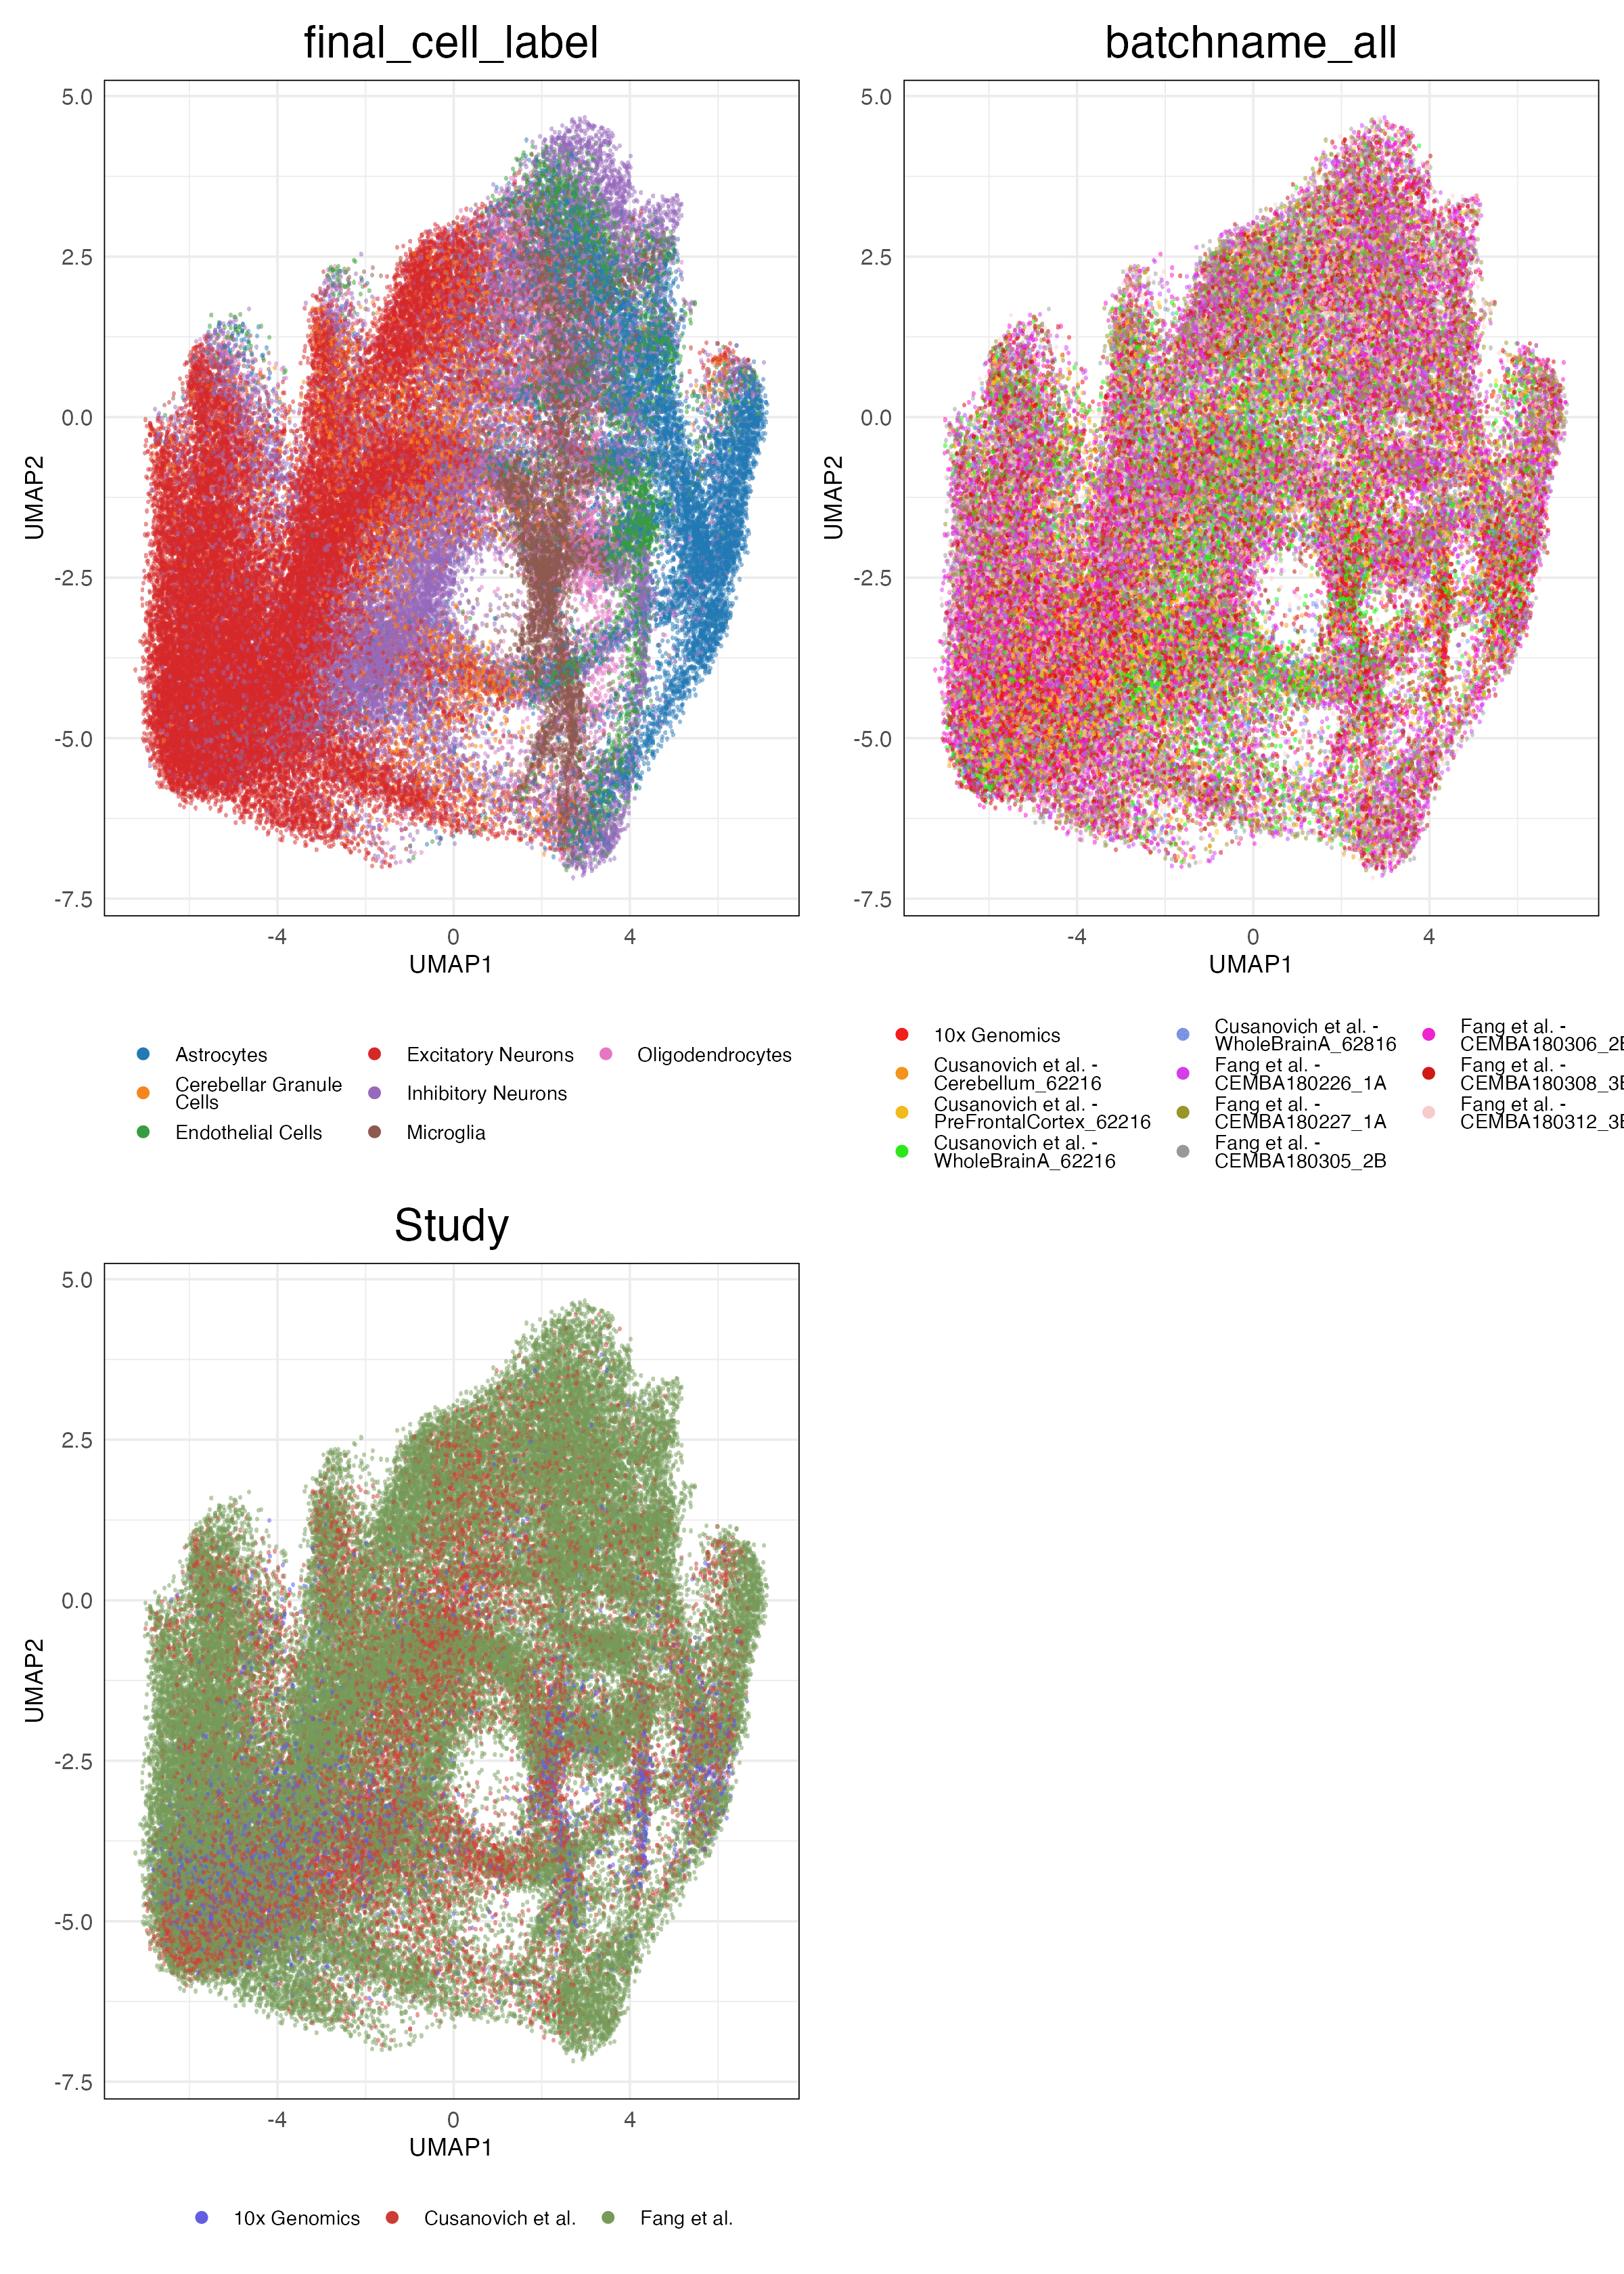 final_cell_label
batchname_all
5.0
2.5
0.0
-2.5
-5.0
-7.5
UMAP2
-4
0
4
UMAP1
5.0
2.5
0.0
-2.5
-5.0
-7.5
UMAP2
-4
0
4
UMAP1
Astrocytes
Cerebellar Granule
Cells
Endothelial Cells
Excitatory Neurons
Inhibitory Neurons
Microglia
Oligodendrocytes
10x Genomics
Cusanovich et al. -
Cerebellum_62216
Cusanovich et al. -
PreFrontalCortex_62216
Cusanovich et al. -
WholeBrainA_62216
Cusanovich et al. -
WholeBrainA_62816
Fang et al. -
CEMBA180226_1A
Fang et al. -
CEMBA180227_1A
Fang et al. -
CEMBA180305_2B
Fang et al. -
CEMBA180306_2
Fang et al. -
CEMBA180308_3
Fang et al. -
CEMBA180312_3
Study
5.0
2.5
0.0
-2.5
-5.0
-7.5
UMAP2
-4
0
4
UMAP1
10x Genomics
Cusanovich et al.
Fang et al.